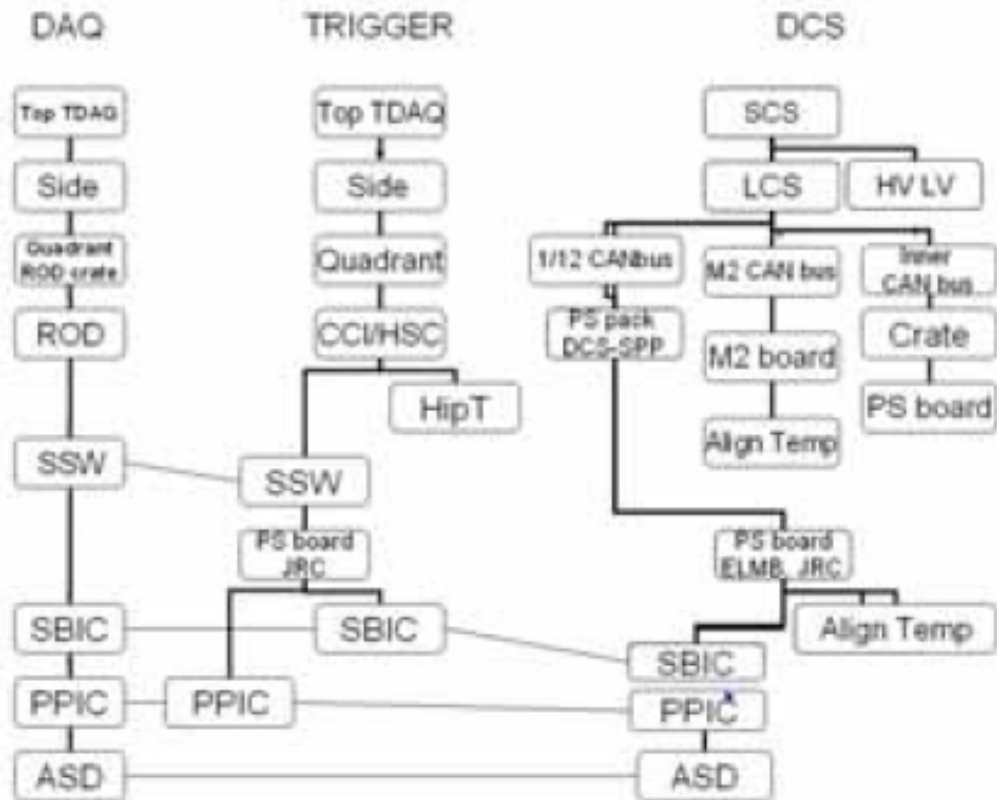 DAQ
TRIGGER
DCS
Top TDAQ
Side
Quadrant
ROD crate
ROD
SSW
SBIC
PPIC
ASD
Top TDAQ
Side
Quadrant
CCI/HSC
HipT
SSW
PS board
JRC
SBIC
PPIC
SCS
LCS
HV LV
1/12 CANbus
M2 CAN bus
Inner
CAN bus
PS pack
DCS-SPP
M2 board
Crate
Align Temp
PS board
PS board
ELMB, JRC
Align Temp
SBIC
PPIC
ASD